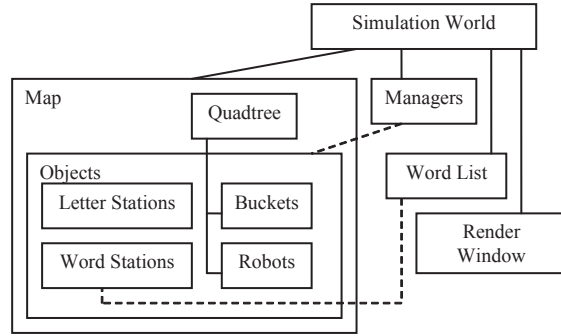 Simulation World
Map
Managers
Quadtree
Objects
Word List
Letter Stations
Buckets
Render
Window
Word Stations
Robots